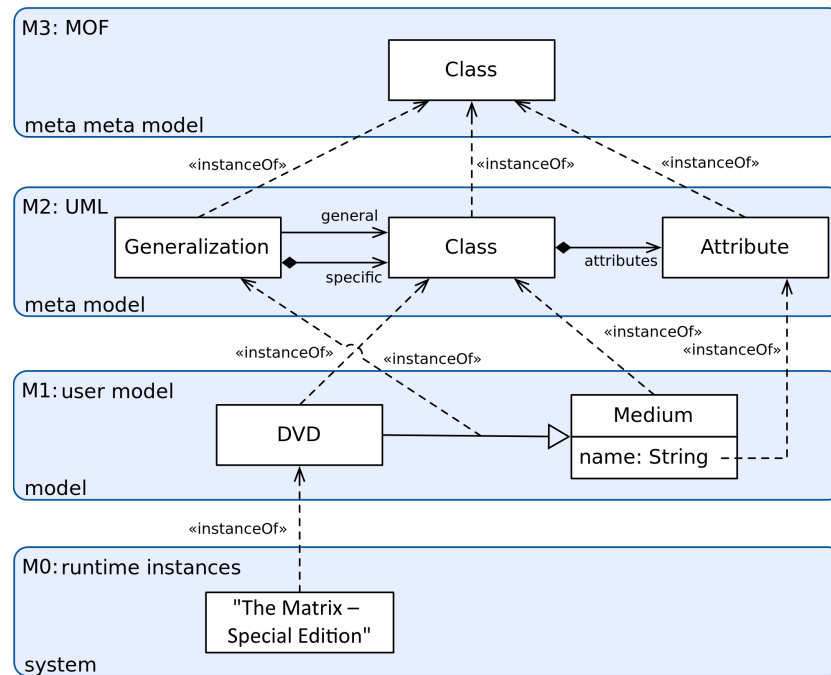 M3: MOF
Class
meta meta model
«instanceOf»
«instanceOf»
«instanceOf»
M2: UML
general
Generalization
Class
Attribute
specific
attributes
meta model
«instanceOf»
«instanceOf»
«instanceOf»
«instanceOf»
M1: user model
Medium
DVD
name: String
model
«instanceOf»
M0: runtime instances
"The Matrix –
Special Edition"
system